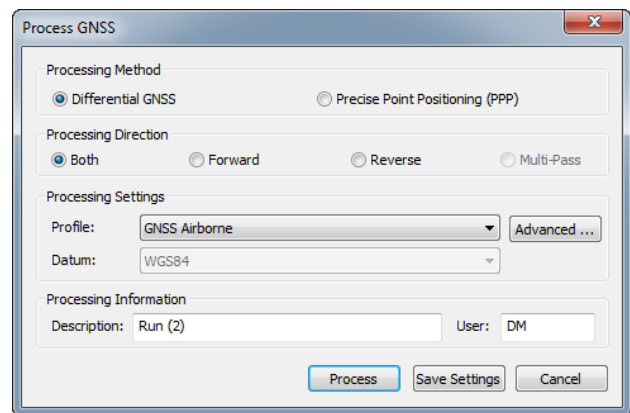 Process GNSS
Processing Method
Differential GNSS Precise Point Positioning (PPP)
Processing Direction
Both Forward Reverse Multi-Pass
Processing Settings
Profile: GNSS Airborne Advanced ...
Datum: WGS84
Processing Information
Description: Run (2) User: DM
Process Save Settings Cancel